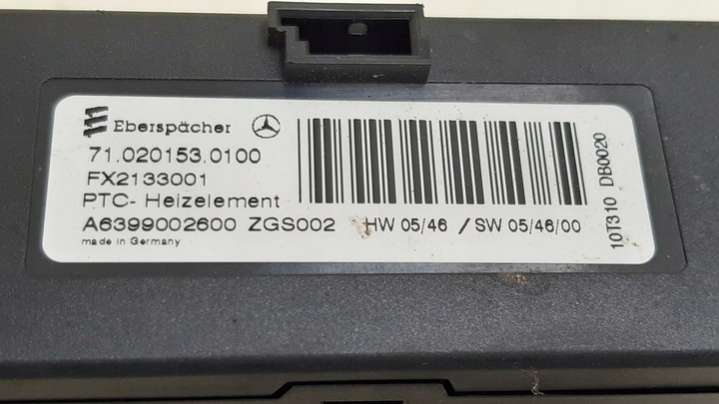 Eberspächer
71.020153.0100
FX2133001
PTC- Heizelement
A6399002600 ZGS002 HW 05/46 / SW 05/46/00
made in Germany
10T310 DB0020